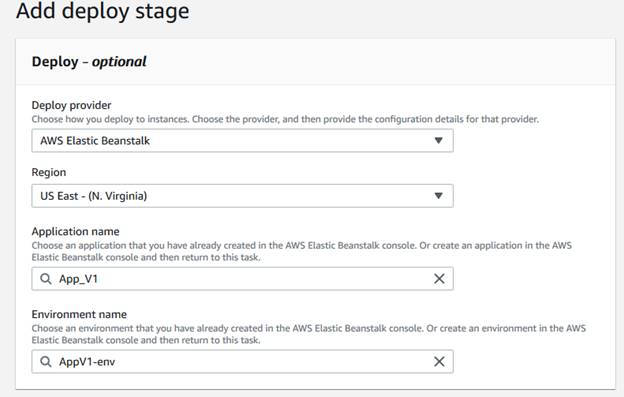 Add deploy stage
Deploy – optional
Deploy provider
Choose how you deploy to instances. Choose the provider, and then provide the configuration details for that provider.
AWS Elastic Beanstalk
Region
US East - (N. Virginia)
Application name
Choose an application that you have already created in the AWS Elastic Beanstalk console. Or create an application in the AWS
Elastic Beanstalk console and then return to this task.
App_V1
Environment name
Choose an environment that you have already created in the AWS Elastic Beanstalk console. Or create an environment in the AWS
Elastic Beanstalk console and then return to this task.
AppV1-env